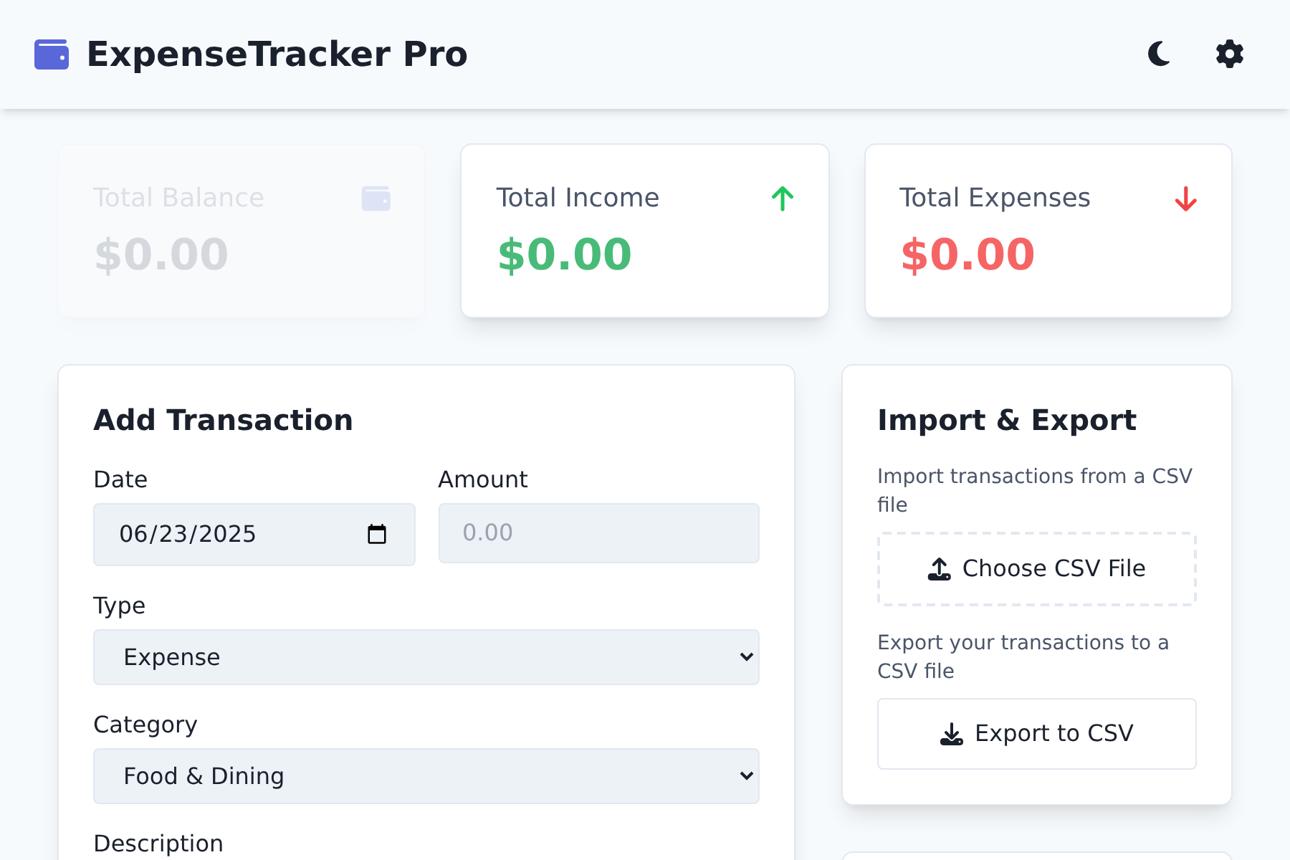 ExpenseTracker Pro
Total Balance
$0.00
Total Income
$0.00
Total Expenses
$0.00
Add Transaction
Date
Amount
06/23/2025
0.00
Type
Expense
Category
Food & Dining
Description
Import & Export
Import transactions from a CSV
file
Choose CSV File
Export your transactions to a
CSV file
Export to CSV